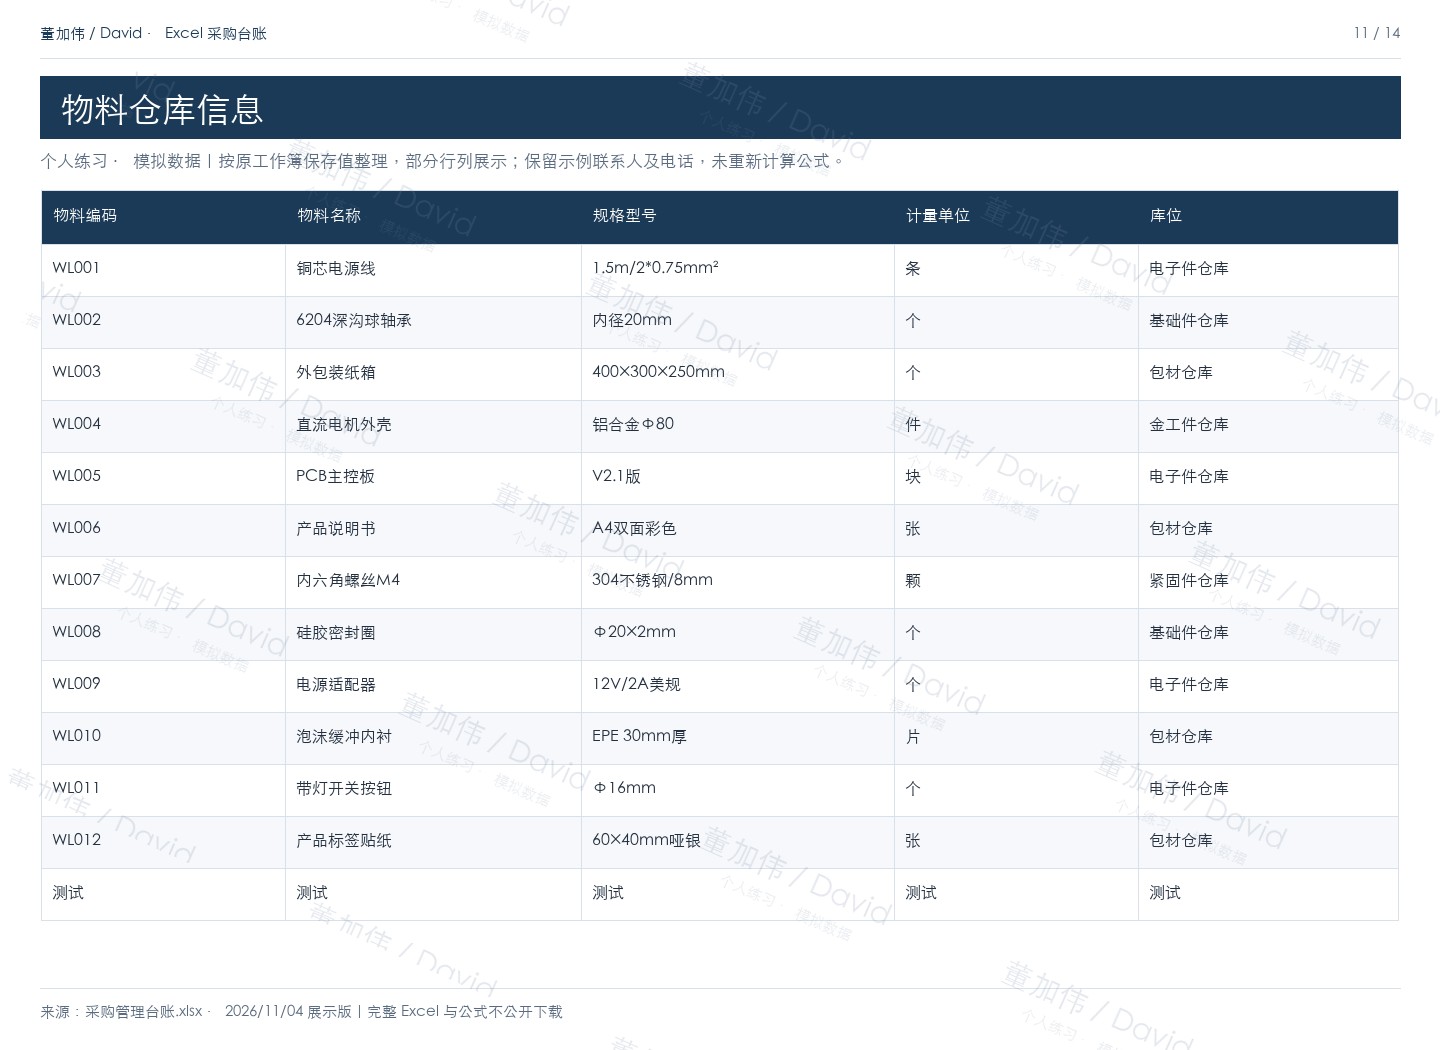 董加伟 / David · Excel 采购台账
11 / 14
物料仓库信息
个人练习 · 模拟数据丨按原工作簿保存值整理，部分行列展示；保留示例联系人及电话，未重新计算公式。
物料编码 物料名称 规格型号 计量单位 库位
WL001 铜芯电源线 1.5m/2*0.75mm² 条 电子件仓库
WL002 6204深沟球轴承 内径20mm 个 基础件仓库
WL003 外包装纸箱 400×300×250mm 个 包材仓库
WL004 直流电机外壳 铝合金Φ80 件 金工件仓库
WL005 PCB主控板 V2.1版 块 电子件仓库
WL006 产品说明书 A4双面彩色 张 包材仓库
WL007 内六角螺丝M4 304不锈钢/8mm 颗 紧固件仓库
WL008 硅胶密封圈 Φ20×2mm 个 基础件仓库
WL009 电源适配器 12V/2A美规 个 电子件仓库
WL010 泡沫缓冲内衬 EPE 30mm厚 片 包材仓库
WL011 带灯开关按钮 Φ16mm 个 电子件仓库
WL012 产品标签贴纸 60×40mm哑银 张 包材仓库
测试 测试 测试 测试 测试
来源：采购管理台账.xlsx · 2026/11/04 展示版丨完整 Excel 与公式不公开下载
董加伟 / David
个人练习 · 模拟数据